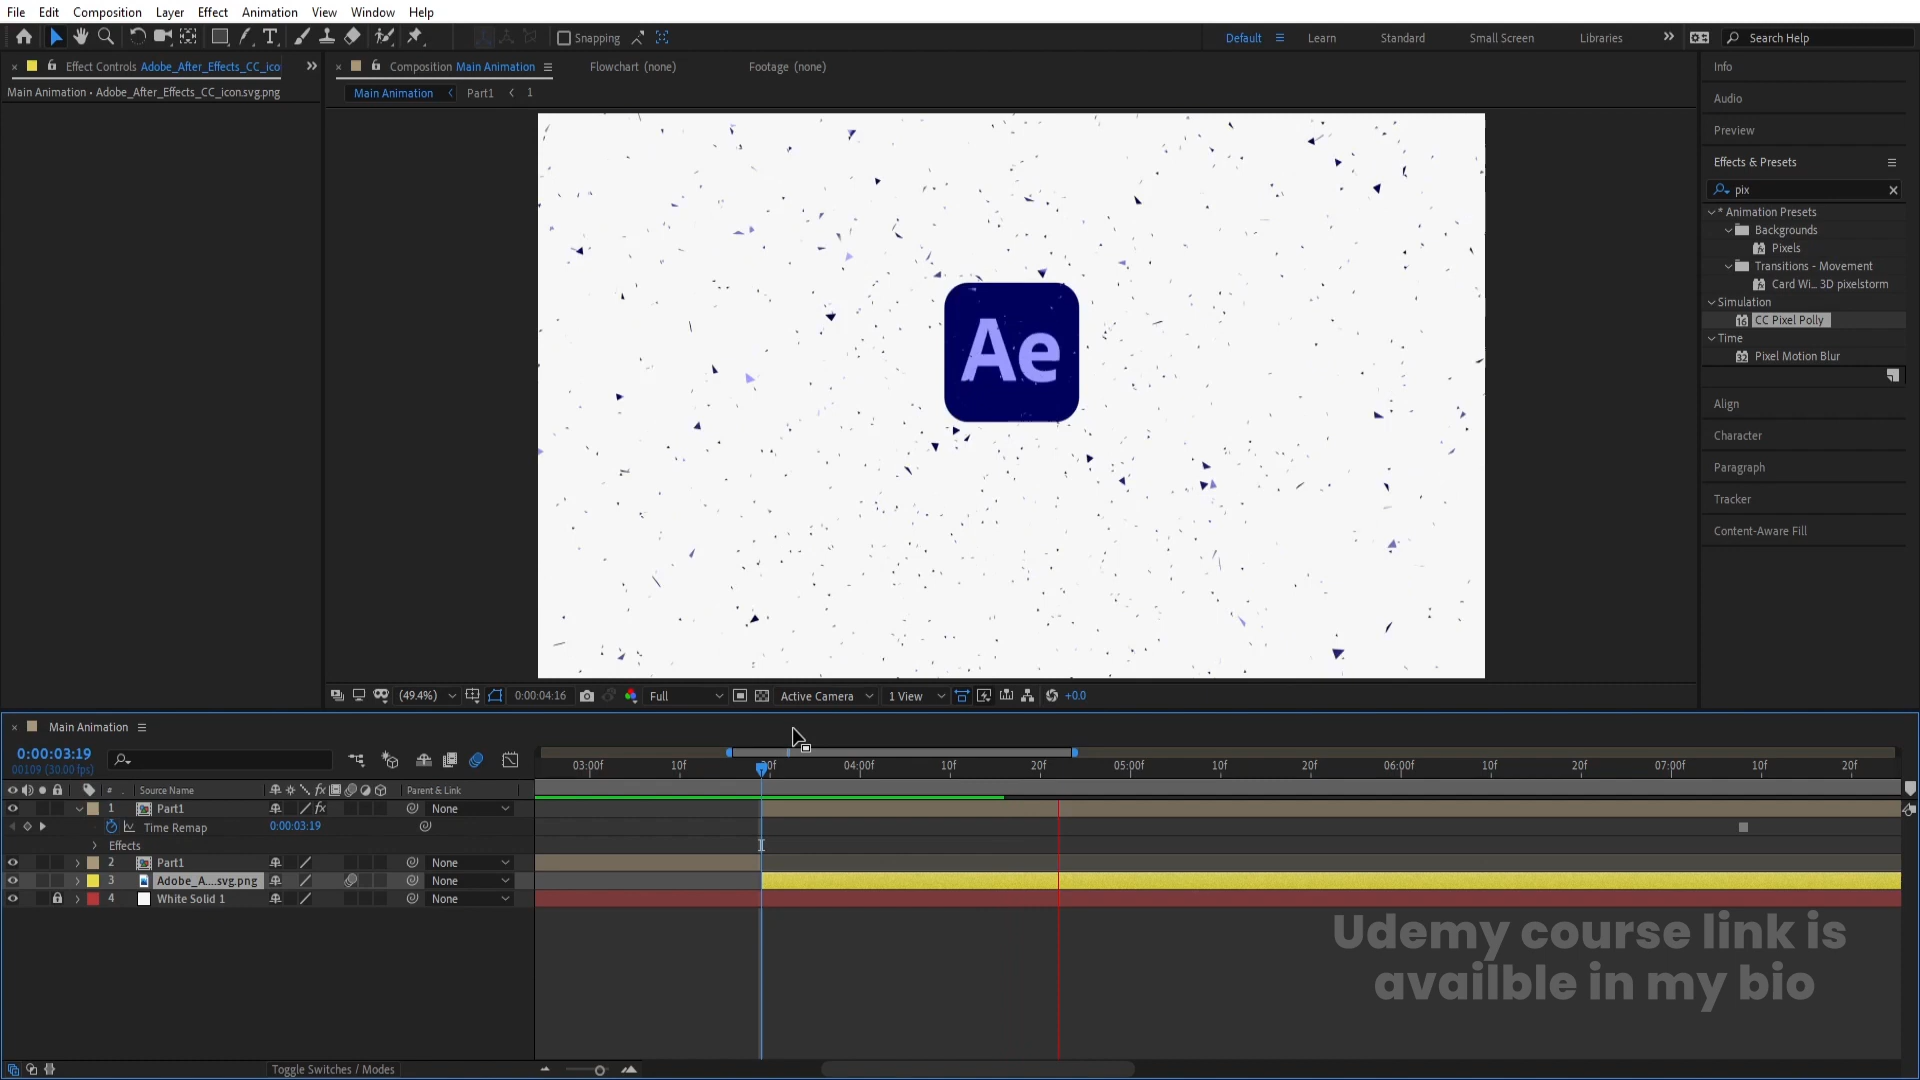 File Edit Composition Layer Effect Animation View Window Help
Snapping
Default Learn Standard Small Screen Libraries
Search Help
Effect Controls Adobe_After_Effects_CC_ico
Main Animation • Adobe_After_Effects_CC_icon.svg.png
Composition Main Animation
Flowchart (none)
Footage (none)
Main Animation Part1 1
Ae
(49.4%) 0:00:04:16 Full Active Camera 1 View +0.0
Info
Audio
Preview
Effects & Presets
pix
* Animation Presets
Backgrounds
Pixels
Transitions - Movement
Card Wi... 3D pixelstorm
Simulation
CC Pixel Polly
Time
Pixel Motion Blur
Align
Character
Paragraph
Tracker
Content-Aware Fill
Main Animation
0:00:03:19
00109 (30.00 fps)
03:00f 10f 20f 04:00f 10f 20f 05:00f 10f 20f 06:00f 10f 20f 07:00f 10f 20f
# Source Name Parent & Link
1 Part1 None
Time Remap 0:00:03:19
Effects
2 Part1 None
3 Adobe_A....svg.png None
4 White Solid 1 None
Udemy course link is
availble in my bio
Toggle Switches / Modes